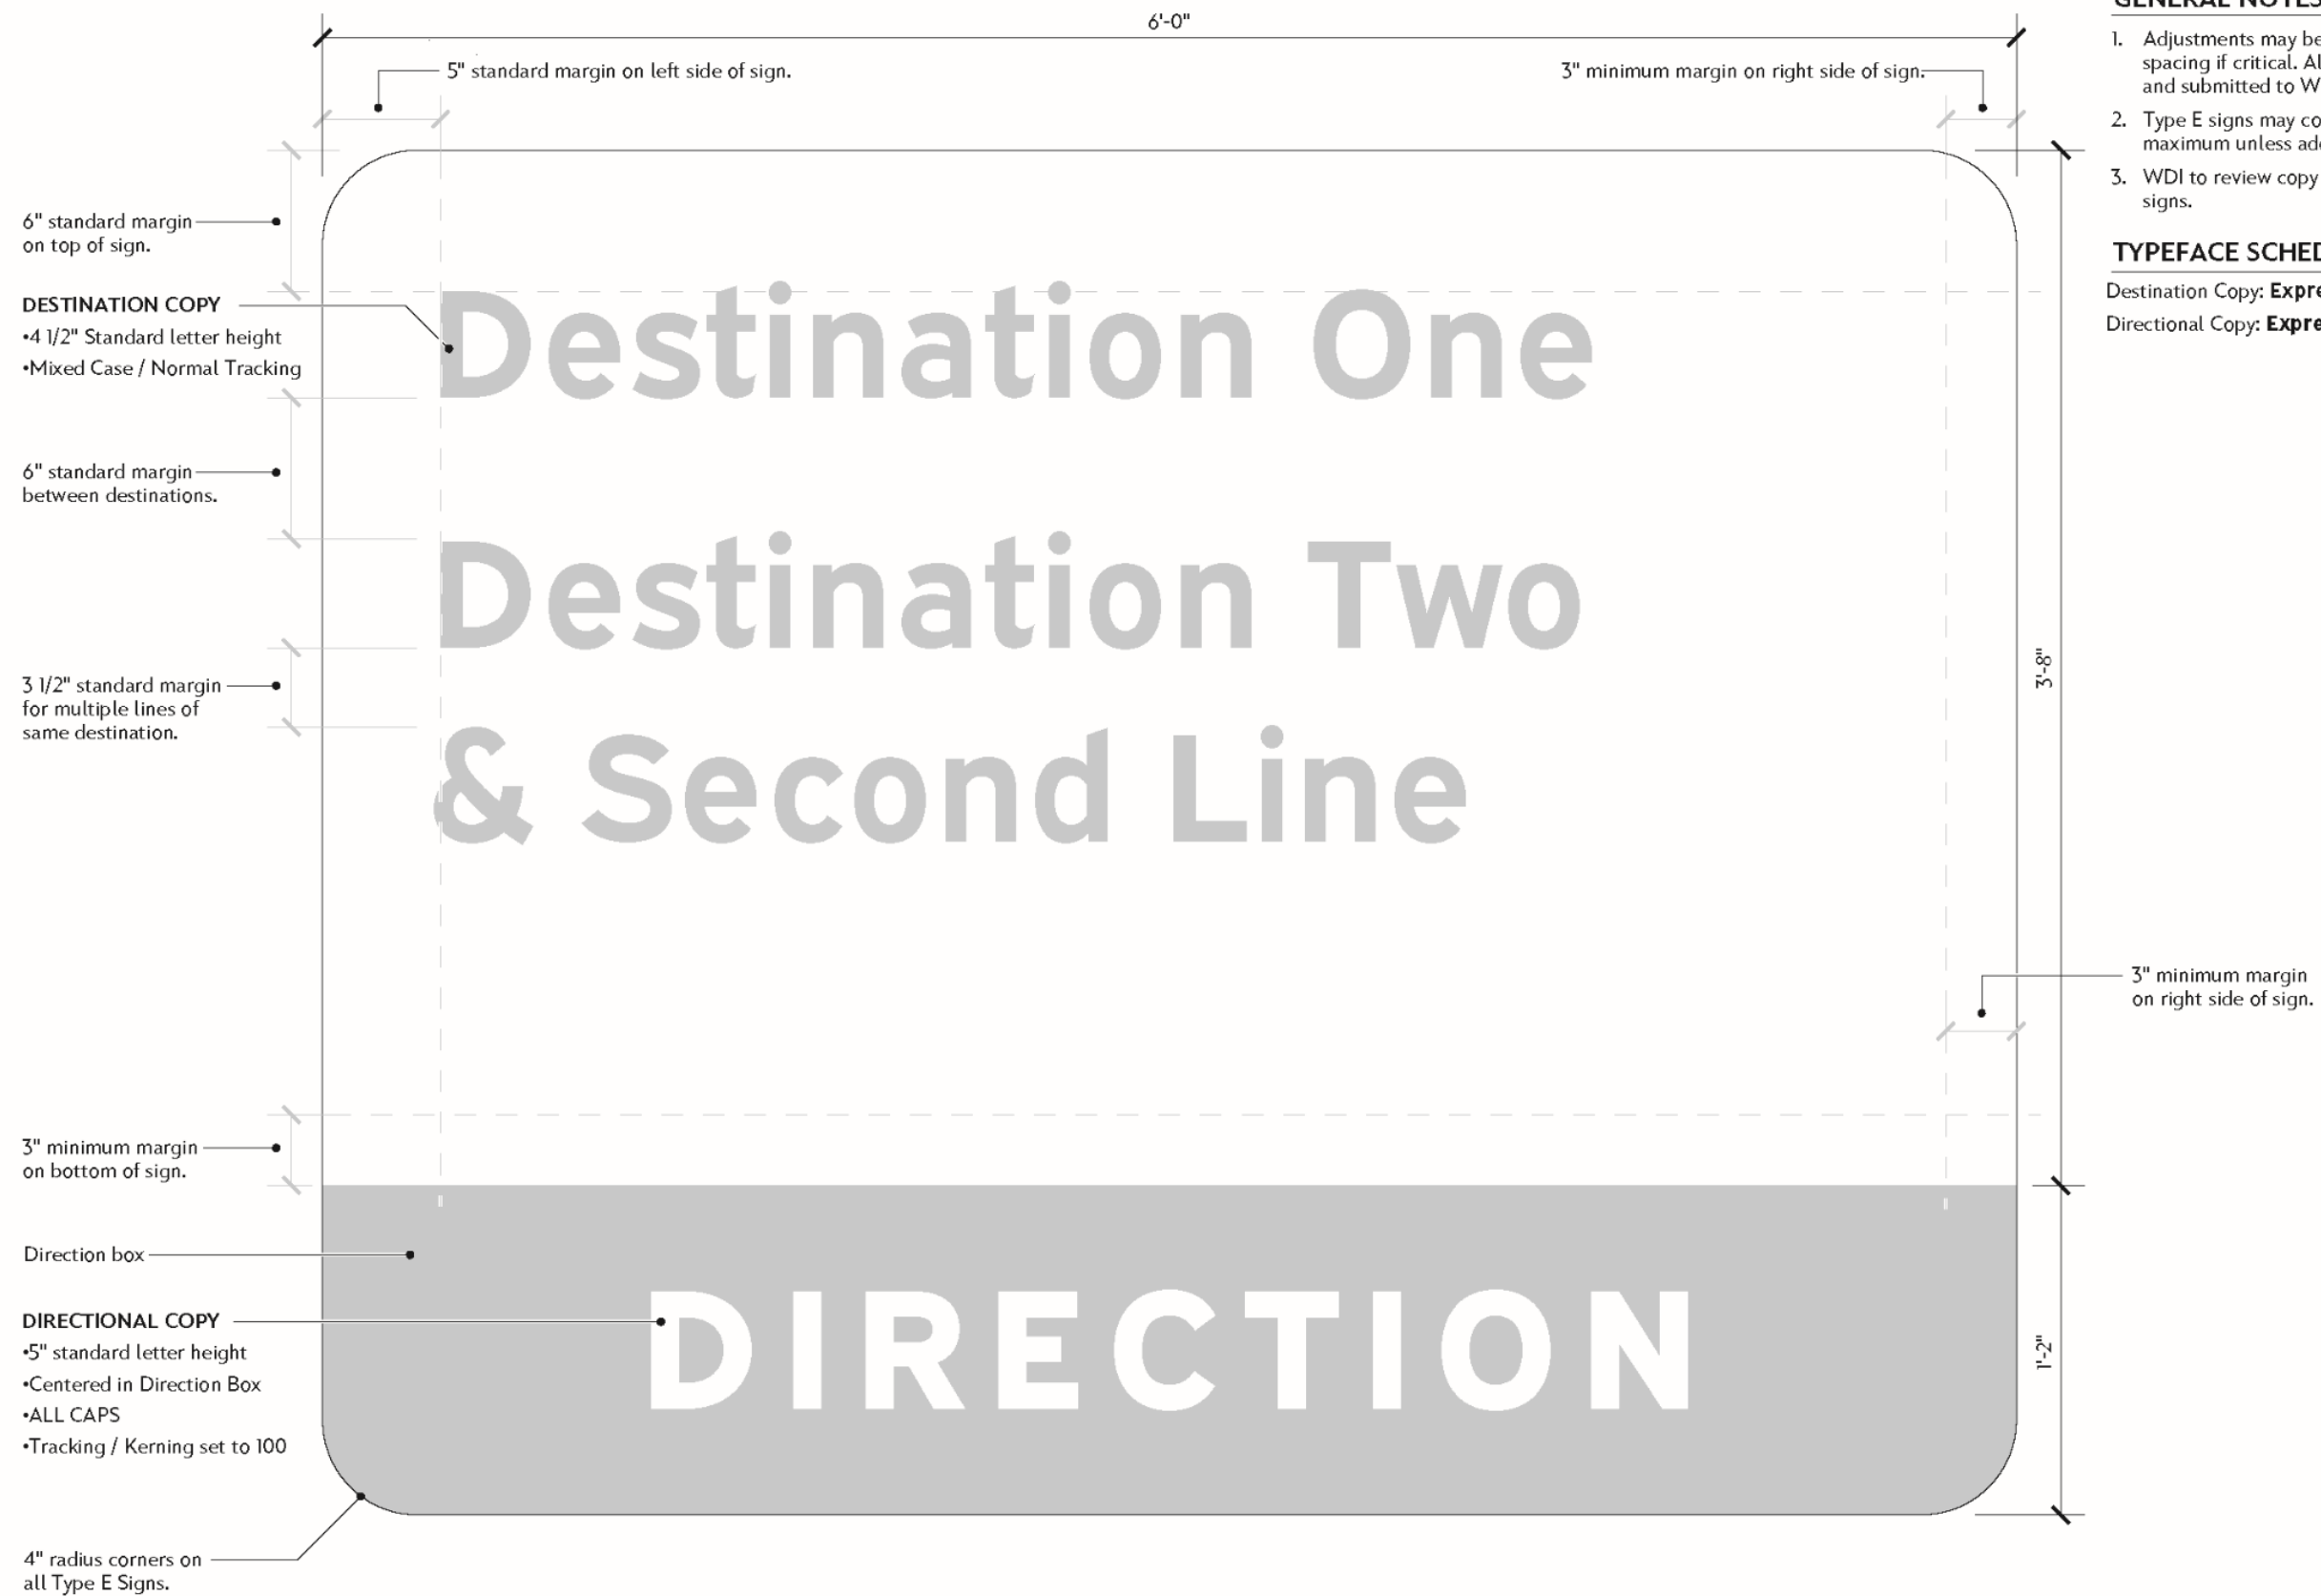 6'-0"
5" standard margin on left side of sign.
3" minimum margin on right side of sign.
6" standard margin
on top of sign.
DESTINATION COPY
•4 1/2" Standard letter height
•Mixed Case / Normal Tracking
6" standard margin
between destinations.
3 1/2" standard margin
for multiple lines of
same destination.
3" minimum margin
on bottom of sign.
Direction box
DIRECTIONAL COPY
•5" standard letter height
•Centered in Direction Box
•ALL CAPS
•Tracking / Kerning set to 100
4" radius corners on
all Type E Signs.
Destination One
Destination Two
& Second Line
DIRECTION
3'-8"
1'-2"
3" minimum margin
on right side of sign.
GENERAL NOTES
1. Adjustments may be
spacing if critical.
and submitted to
2. Type E signs may
maximum unless
3. WDI to review copy
signs.
TYPEFACE
Destination Copy:
Directional Copy: